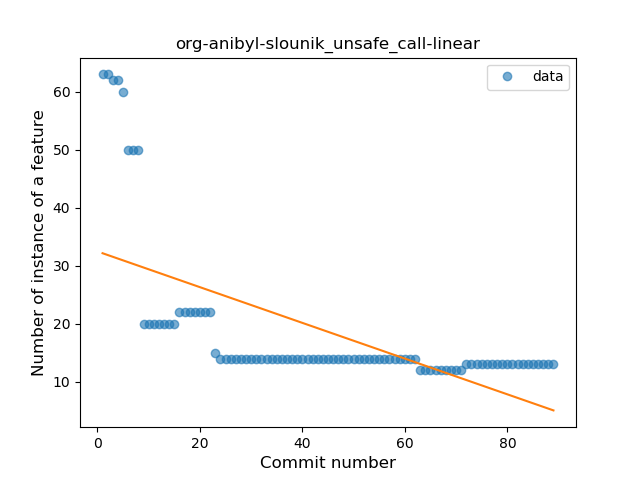 org-anibyl-slounik_unsafe_call-linear
data
Number of instance of a feature
60
50
40
30
20
10
0
20
40
60
80
Commit number